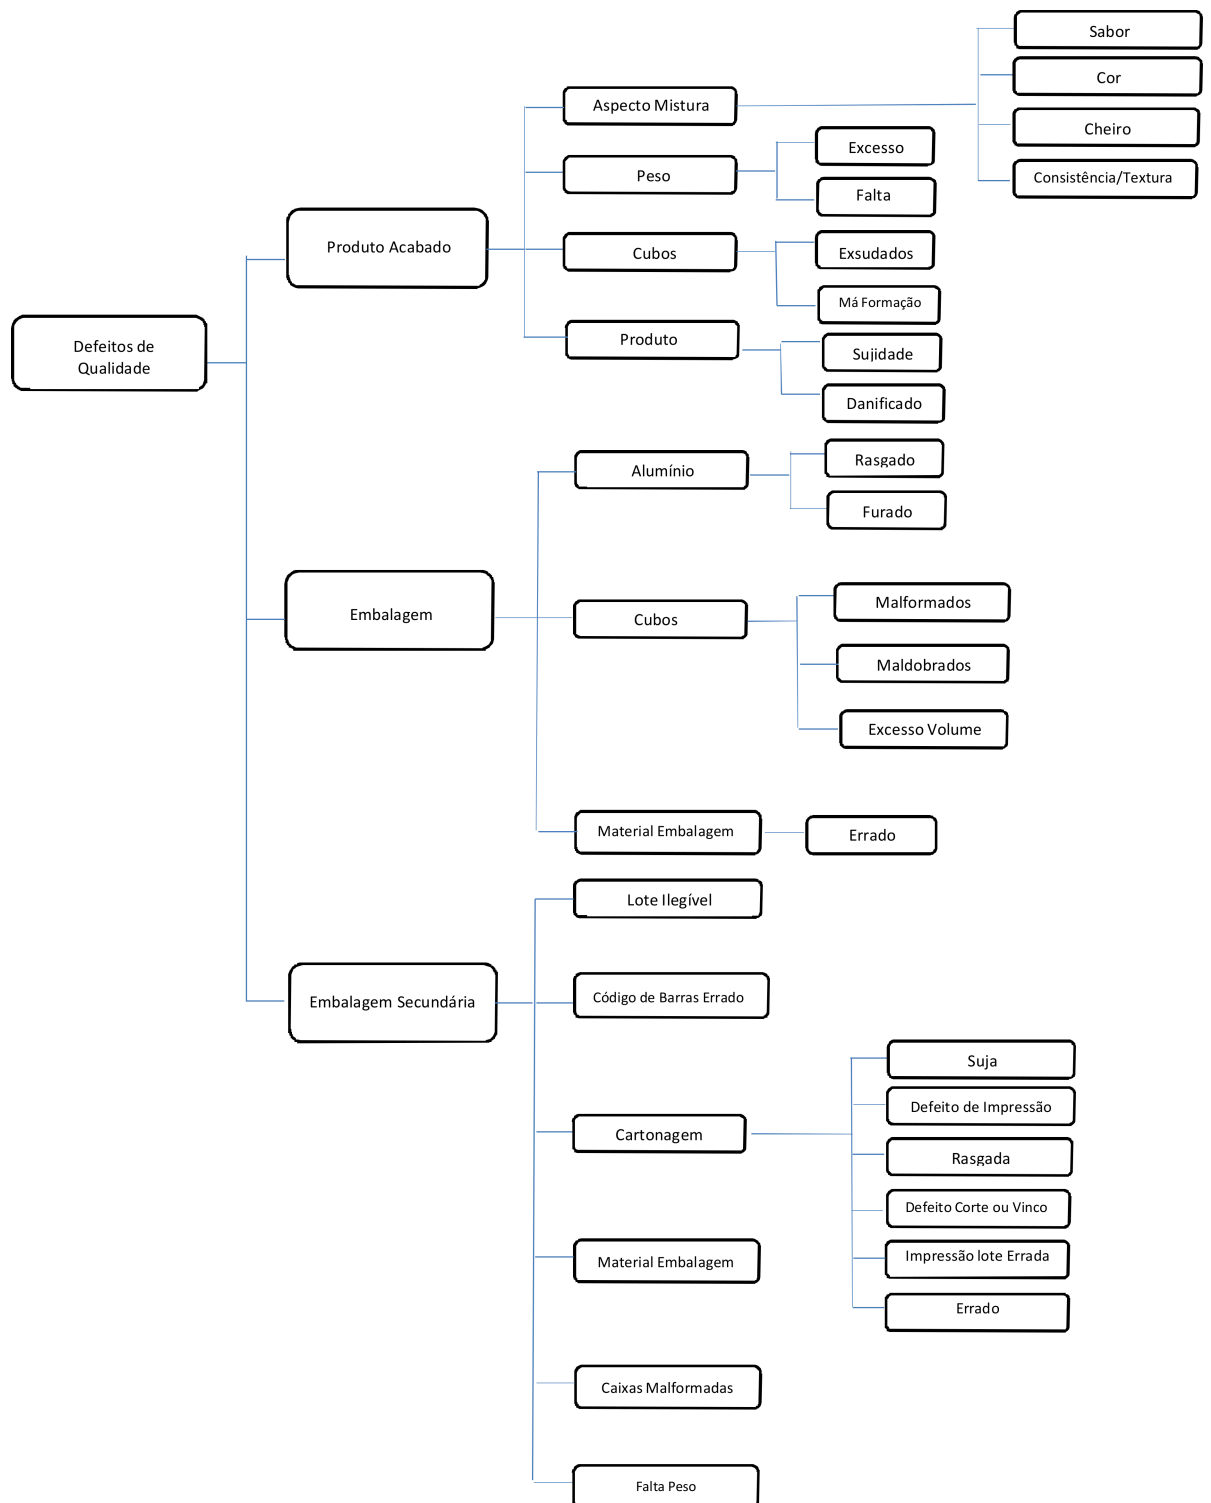 Defeitos de
Qualidade
Produto Acabado
Aspecto Mistura
Sabor
Cor
Cheiro
Consistência/Textura
Peso
Excesso
Falta
Cubos
Exsudados
Má Formação
Produto
Sujidade
Danificado
Embalagem
Alumínio
Rasgado
Furado
Cubos
Malformados
Maldobrados
Excesso Volume
Material Embalagem
Errado
Embalagem Secundária
Lote Ilegível
Código de Barras Errado
Cartonagem
Suja
Defeito de Impressão
Rasgada
Defeito Corte ou Vinco
Impressão lote Errada
Errado
Material Embalagem
Caixas Malformadas
Falta Peso